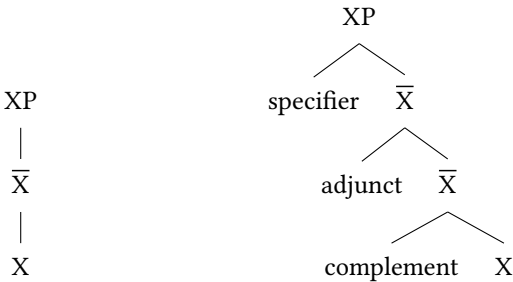 XP
XP
specifier X̅
X̅
adjunct X̅
X
complement X